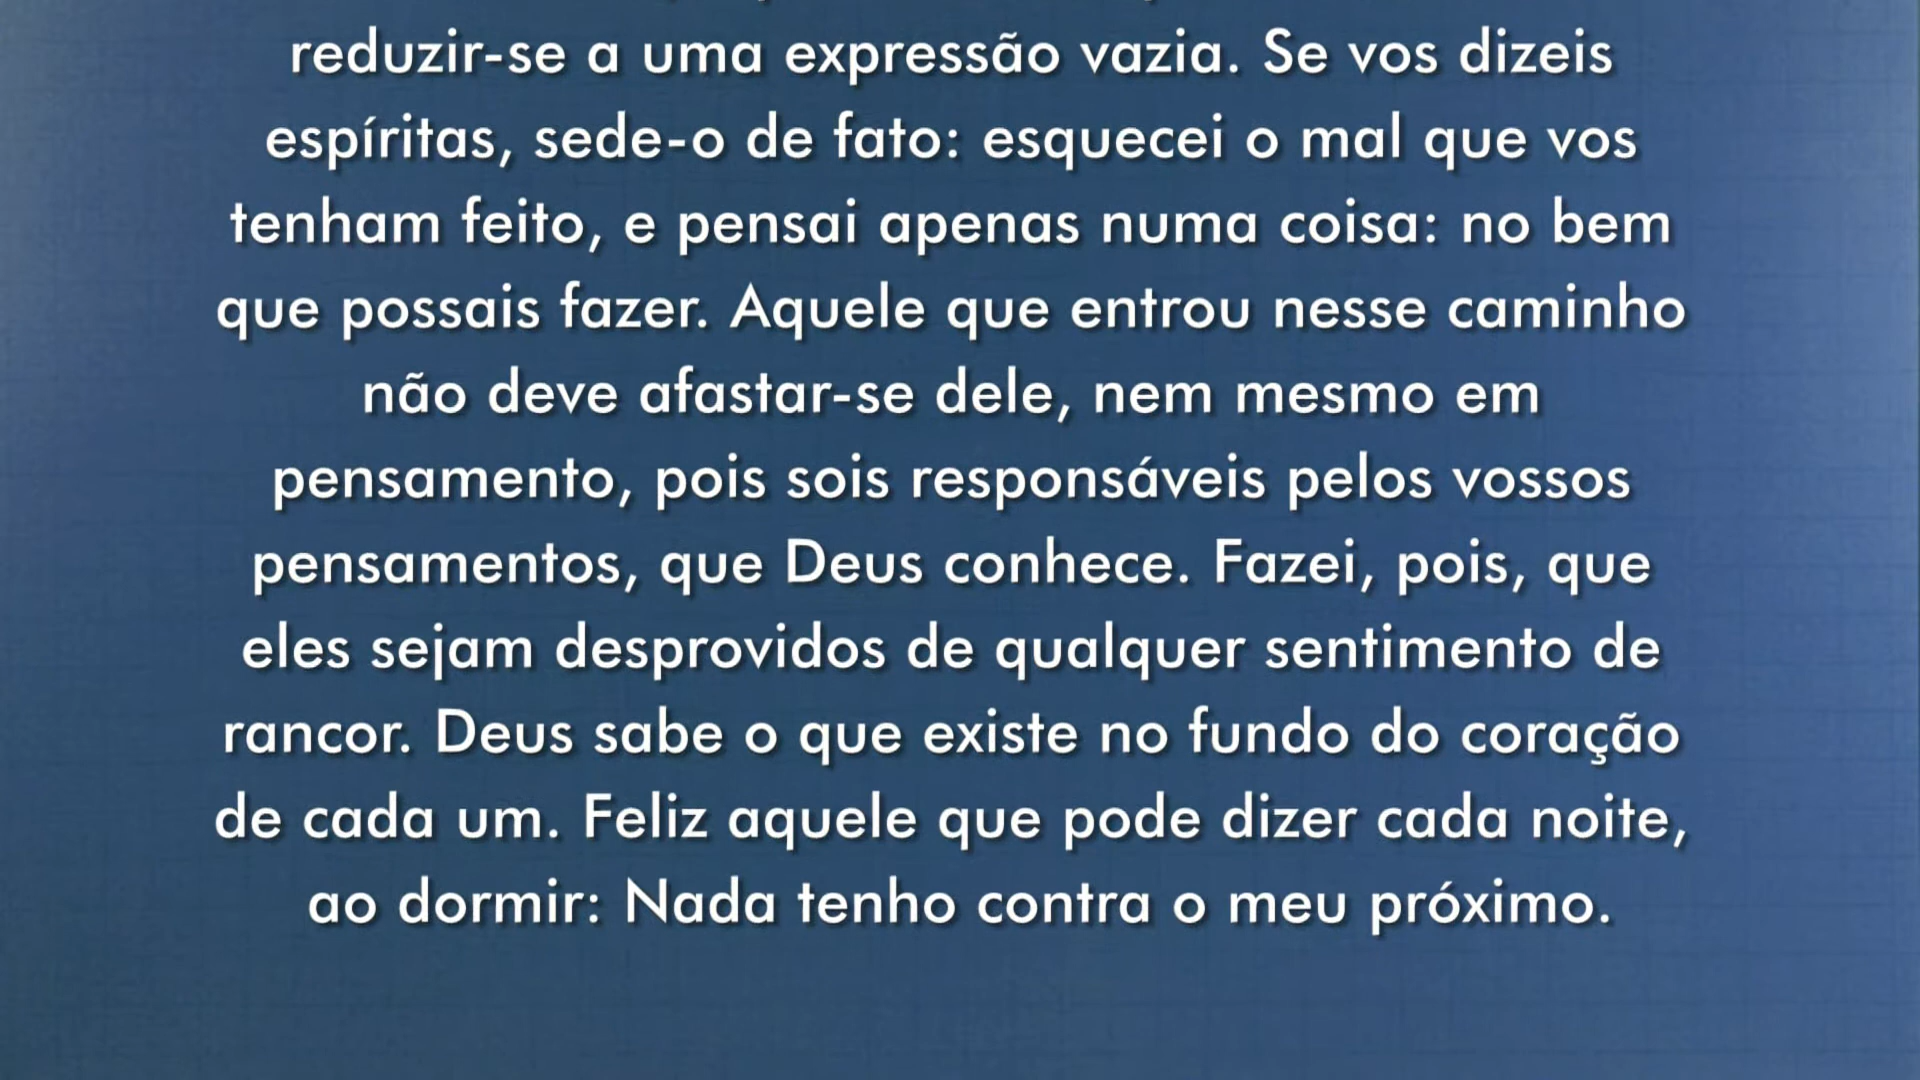 reduzir-se a uma expressão vazia. Se vos dizeis
espíritas, sede-o de fato: esquecei o mal que vos
tenham feito, e pensai apenas numa coisa: no bem
que possais fazer. Aquele que entrou nesse caminho
não deve afastar-se dele, nem mesmo em
pensamento, pois sois responsáveis pelos vossos
pensamentos, que Deus conhece. Fazei, pois, que
eles sejam desprovidos de qualquer sentimento de
rancor. Deus sabe o que existe no fundo do coração
de cada um. Feliz aquele que pode dizer cada noite,
ao dormir: Nada tenho contra o meu próximo.